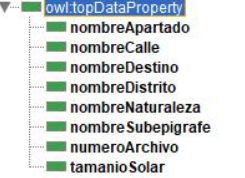 owl:topDataProperty
nombreApartado
nombreCalle
nombreDestino
nombreDistrito
nombreNaturaleza
nombreSubepigrafe
numeroArchivo
tamanioSolar